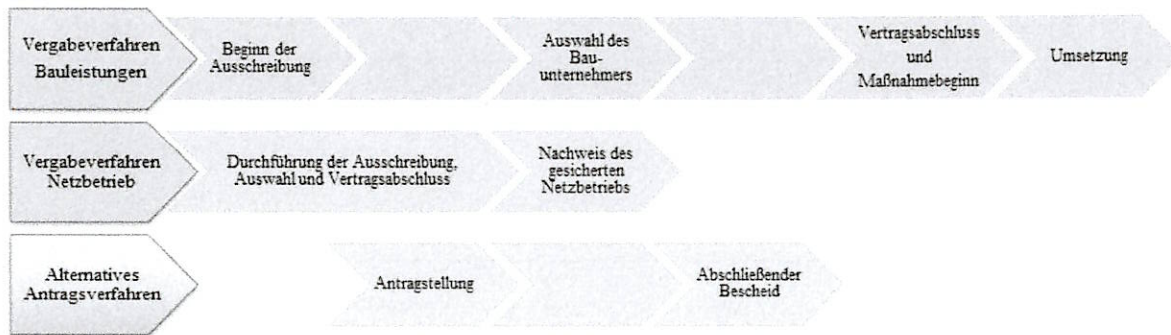 Vergabeverfahren
Bauleistungen
Beginn der
Ausschreibung
Auswahl des
Bau-
unternehmers
Vertragsabschluss
und
Maßnahmebeginn
Umsetzung
Vergabeverfahren
Netzbetrieb
Durchführung der Ausschreibung,
Auswahl und Vertragsabschluss
Nachweis des
gesicherten
Netzbetriebs
Alternatives
Antragsverfahren
Antragstellung
Abschließender
Bescheid